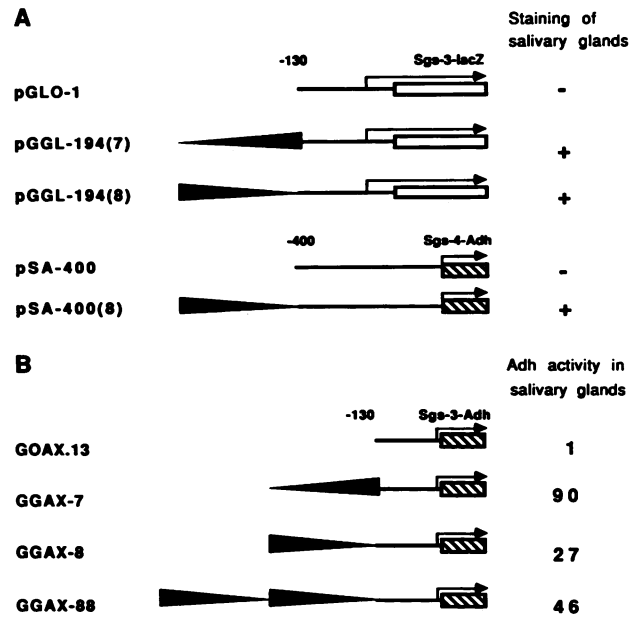 A
Staining of
salivary glands
-130
Sgs-3-lacZ
pGLO-1
-
pGGL-194(7)
+
pGGL-194(8)
+
-400
Sgs-4-Adh
pSA-400
-
pSA-400(8)
+
B
Adh activity in
salivary glands
-130
Sgs-3-Adh
GOAX.13
1
GGAX-7
90
GGAX-8
27
GGAX-88
46